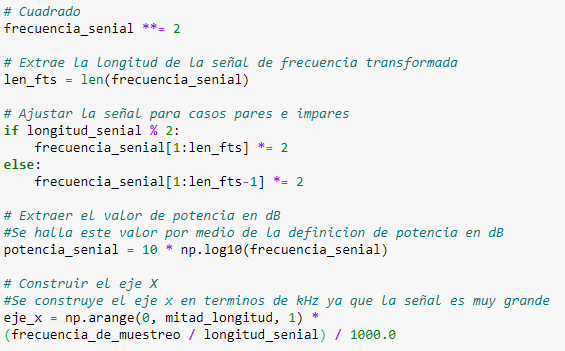 # Cuadrado
frecuencia_senial **= 2
# Extrae la longitud de la señal de frecuencia transformada
len_fts = len(frecuencia_senial)
# Ajustar la señal para casos pares e impares
if longitud_senial % 2:
    frecuencia_senial[1:len_fts] *= 2
else:
    frecuencia_senial[1:len_fts-1] *= 2
# Extraer el valor de potencia en dB
#Se halla este valor por medio de la definicion de potencia en dB
potencia_senial = 10 * np.log10(frecuencia_senial)
# Construir el eje X
#Se construye el eje x en terminos de kHz ya que la señal es muy grande
eje_x = np.arange(0, mitad_longitud, 1) *
(frecuencia_de_muestreo / longitud_senial) / 1000.0